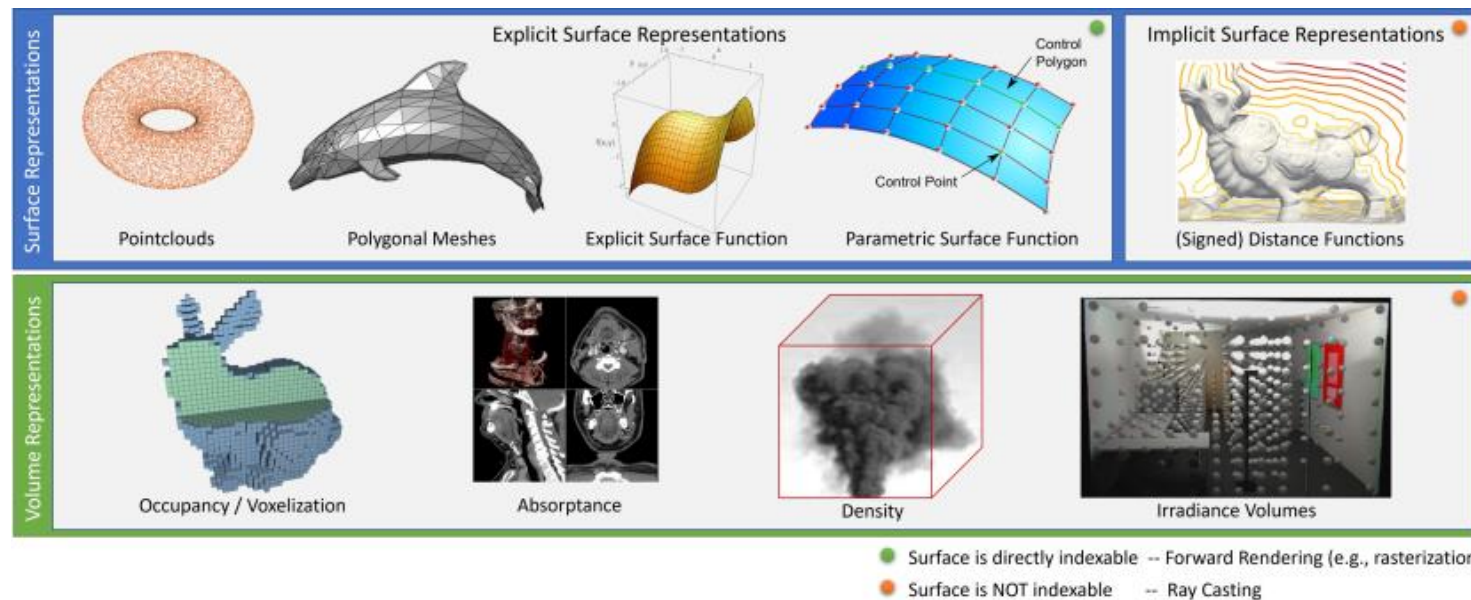 Surface Representations
Explicit Surface Representations
Control
Polygon
Control Point
Pointclouds
Polygonal Meshes
Explicit Surface Function
Parametric Surface Function
Implicit Surface Representations
(Signed) Distance Functions
Volume Representations
Occupancy / Voxelization
Absorptance
Density
Irradiance Volumes
Surface is directly indexable -- Forward Rendering (e.g., rasterization
Surface is NOT indexable -- Ray Casting